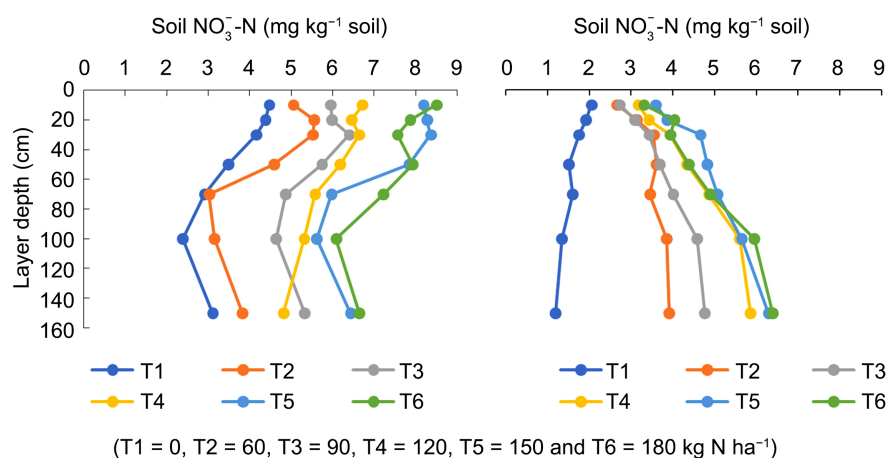 Soil NO₃⁻-N (mg kg⁻¹ soil)
0 1 2 3 4 5 6 7 8 9
Layer depth (cm)
0
20
40
60
80
100
120
140
160
T1 T2 T3
T4 T5 T6
Soil NO₃⁻-N (mg kg⁻¹ soil)
0 1 2 3 4 5 6 7 8 9
T1 T2 T3
T4 T5 T6
(T1 = 0, T2 = 60, T3 = 90, T4 = 120, T5 = 150 and T6 = 180 kg N ha⁻¹)